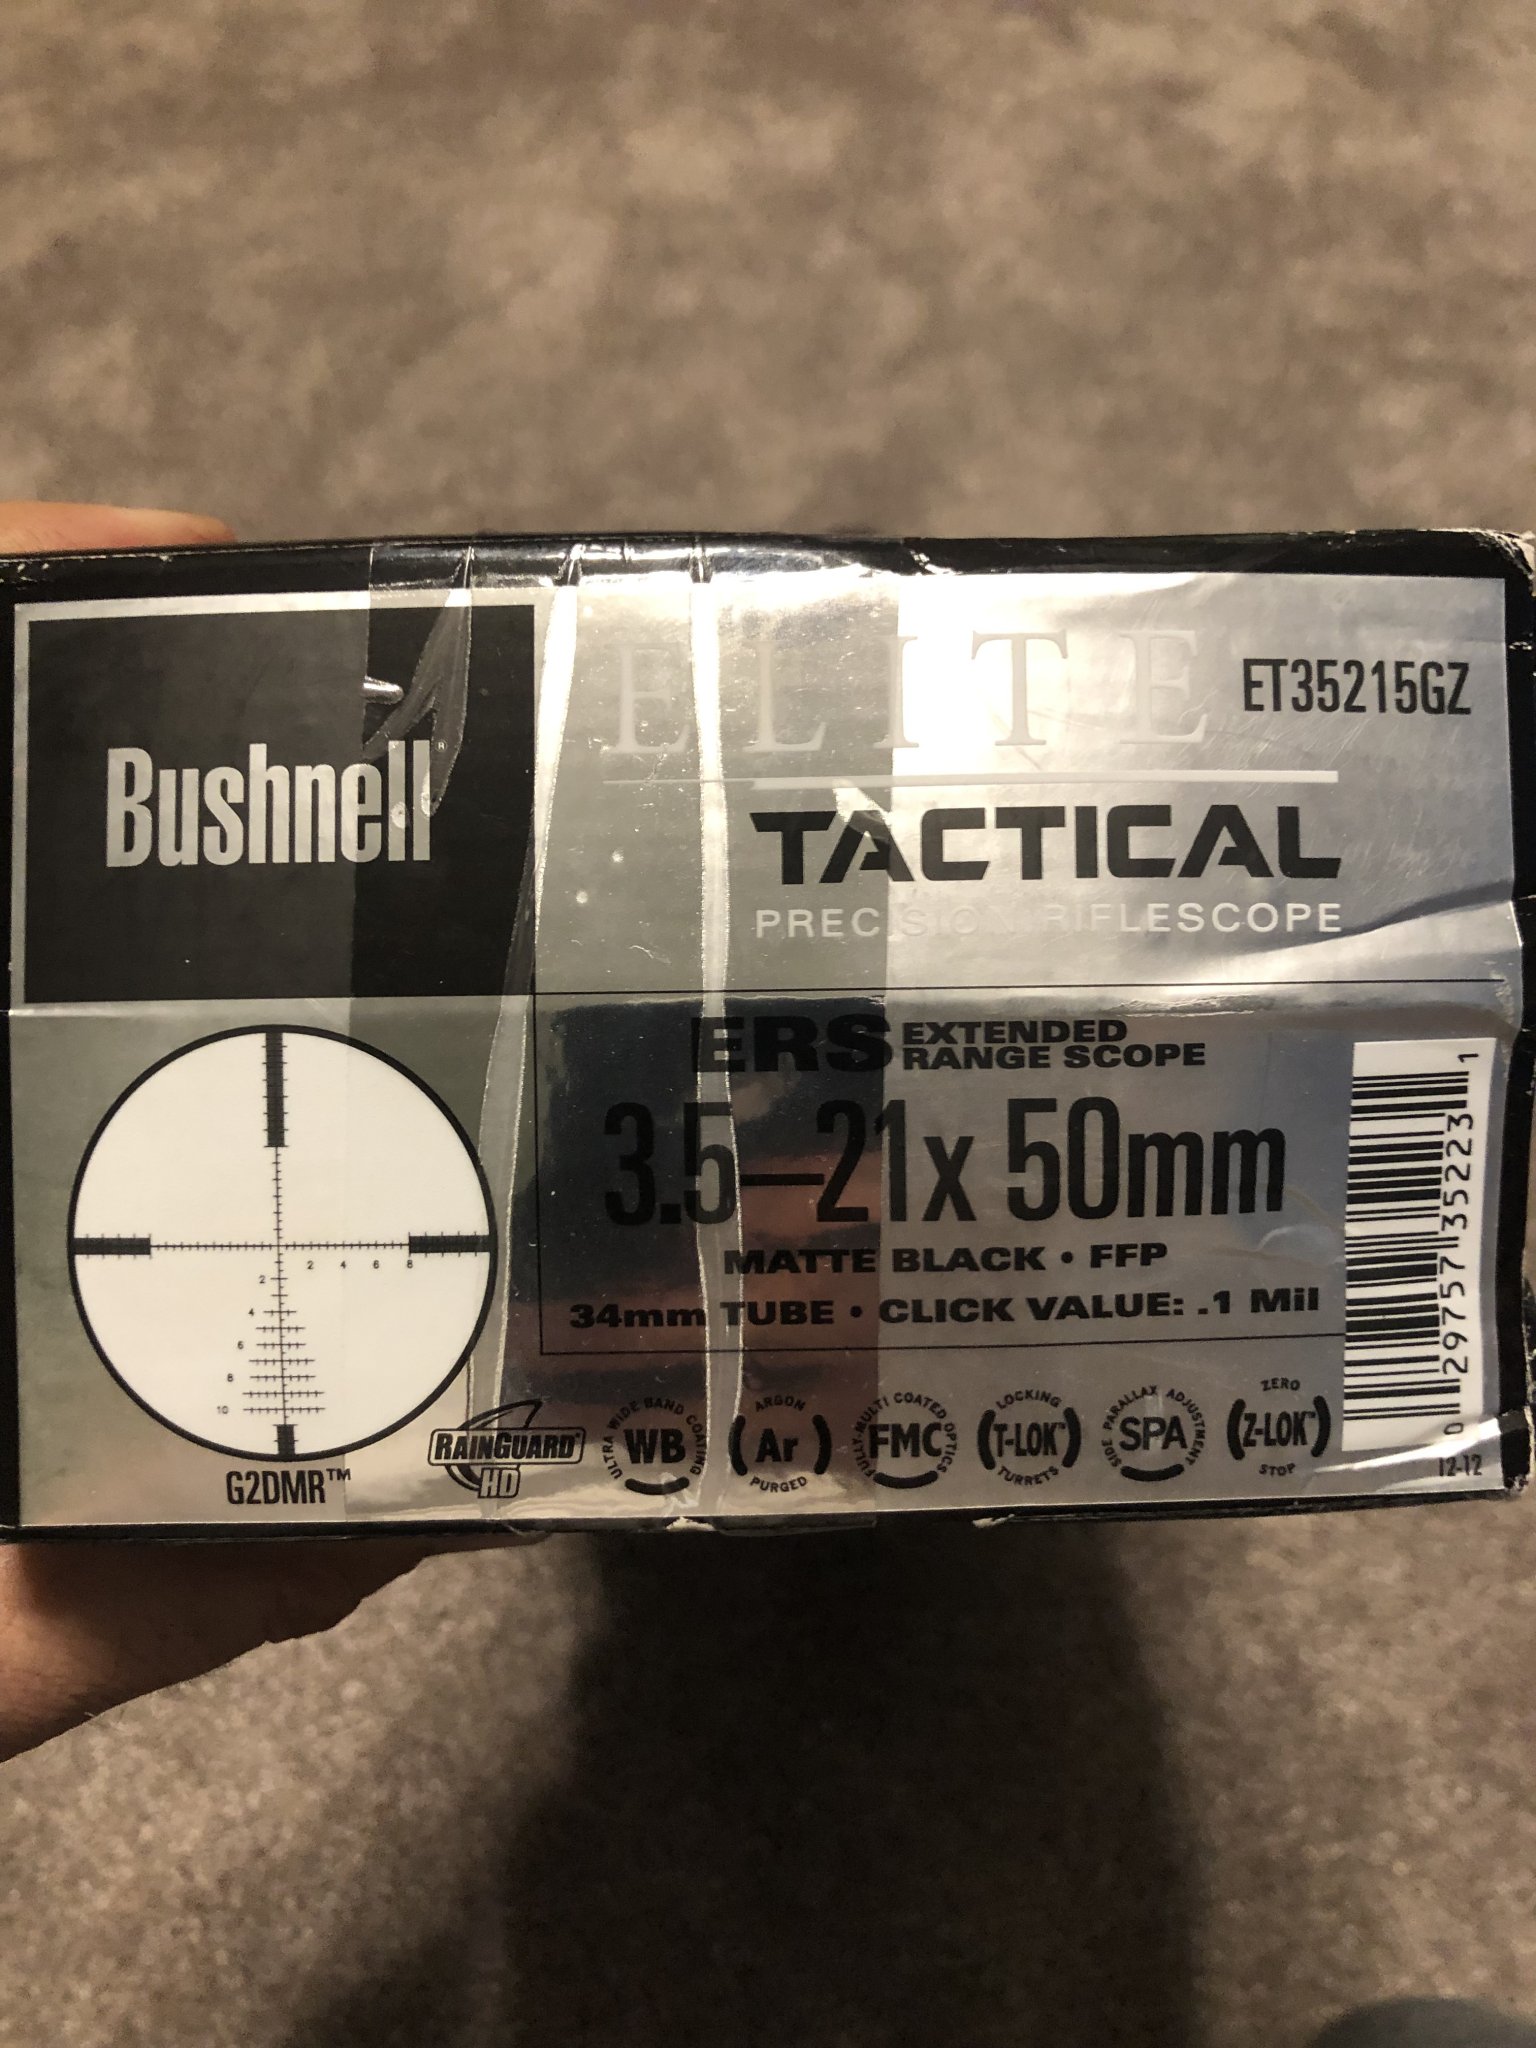 Bushnell®
ELITE
ET35215GZ
TACTICAL
PRECISION RIFLESCOPE
ERS EXTENDED
RANGE SCOPE
3.5–21x 50mm
MATTE BLACK • FFP
34mm TUBE • CLICK VALUE: .1 Mil
2 4 6 8
2
4
6
8
10
G2DMR™
RAINGUARD®
HD
ULTRA WIDE BAND COATING
WB
ARGON
(Ar)
PURGED
FULLY-MULTI COATED OPTICS
FMC
LOCKING
(T-LOK™)
TURRETS
SIDE PARALLAX ADJUSTMENT
SPA
ZERO
(Z-LOK™)
STOP
0 29757 35223 1
12-12